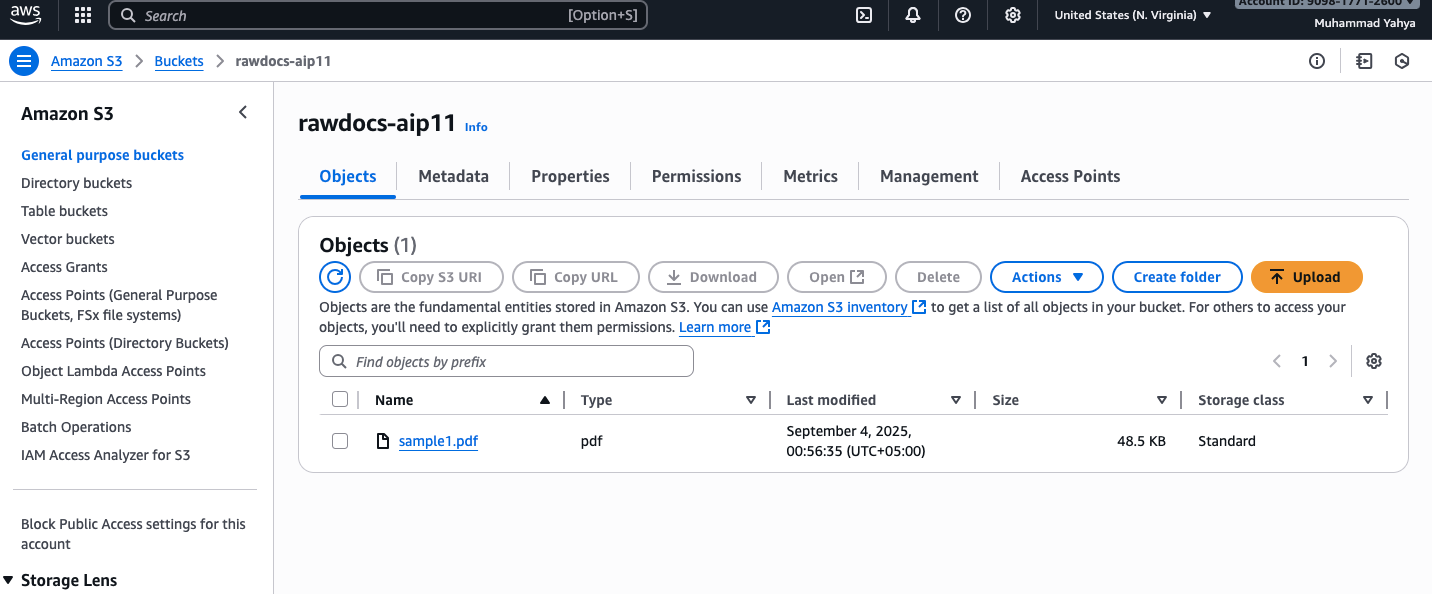 aws
Search
[Option+S]
United States (N. Virginia)
Account ID: 9098-1771-2600
Muhammad Yahya
Amazon S3
Buckets
rawdocs-aip11
Amazon S3
General purpose buckets
Directory buckets
Table buckets
Vector buckets
Access Grants
Access Points (General Purpose
Buckets, FSx file systems)
Access Points (Directory Buckets)
Object Lambda Access Points
Multi-Region Access Points
Batch Operations
IAM Access Analyzer for S3
Block Public Access settings for this
account
Storage Lens
rawdocs-aip11 Info
Objects Metadata Properties Permissions Metrics Management Access Points
Objects (1)
Copy S3 URI Copy URL Download Open Delete Actions Create folder Upload
Objects are the fundamental entities stored in Amazon S3. You can use Amazon S3 inventory to get a list of all objects in your bucket. For others to access your
objects, you'll need to explicitly grant them permissions. Learn more
Find objects by prefix
1
Name Type Last modified Size Storage class
sample1.pdf pdf September 4, 2025, 48.5 KB Standard
00:56:35 (UTC+05:00)